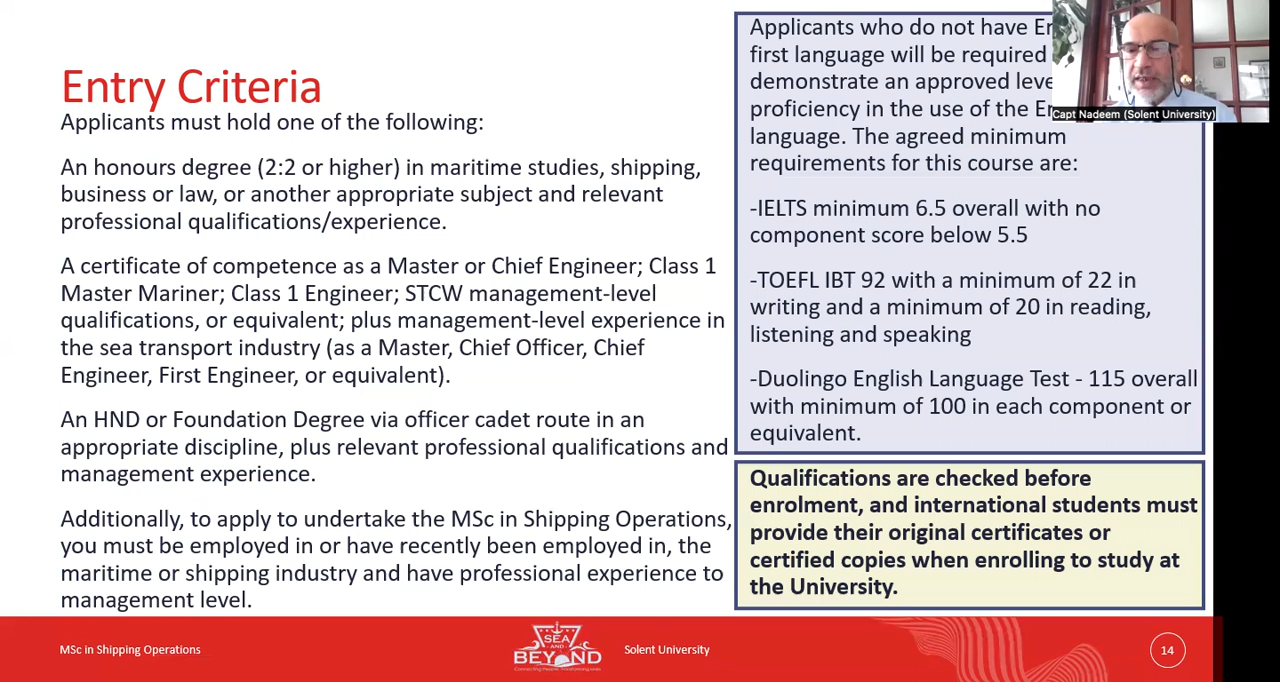 Entry Criteria
Applicants must hold one of the following:
An honours degree (2:2 or higher) in maritime studies, shipping,
business or law, or another appropriate subject and relevant
professional qualifications/experience.
A certificate of competence as a Master or Chief Engineer; Class 1
Master Mariner; Class 1 Engineer; STCW management-level
qualifications, or equivalent; plus management-level experience in
the sea transport industry (as a Master, Chief Officer, Chief
Engineer, First Engineer, or equivalent).
An HND or Foundation Degree via officer cadet route in an
appropriate discipline, plus relevant professional qualifications and
management experience.
Additionally, to apply to undertake the MSc in Shipping Operations,
you must be employed in or have recently been employed in, the
maritime or shipping industry and have professional experience to
management level.
Applicants who do not have
first language will be required
demonstrate an approved
proficiency in the use of the
language. The agreed minimum
requirements for this course are:
-IELTS minimum 6.5 overall with no
component score below 5.5
-TOEFL IBT 92 with a minimum of 22 in
writing and a minimum of 20 in reading,
listening and speaking
-Duolingo English Language Test - 115 overall
with minimum of 100 in each component or
equivalent.
Qualifications are checked before
enrolment, and international students must
provide their original certificates or
certified copies when enrolling to study at
the University.
Capt Nadeem (Solent University)
MSc in Shipping Operations
SEA
AND
BEYOND
Solent University
14